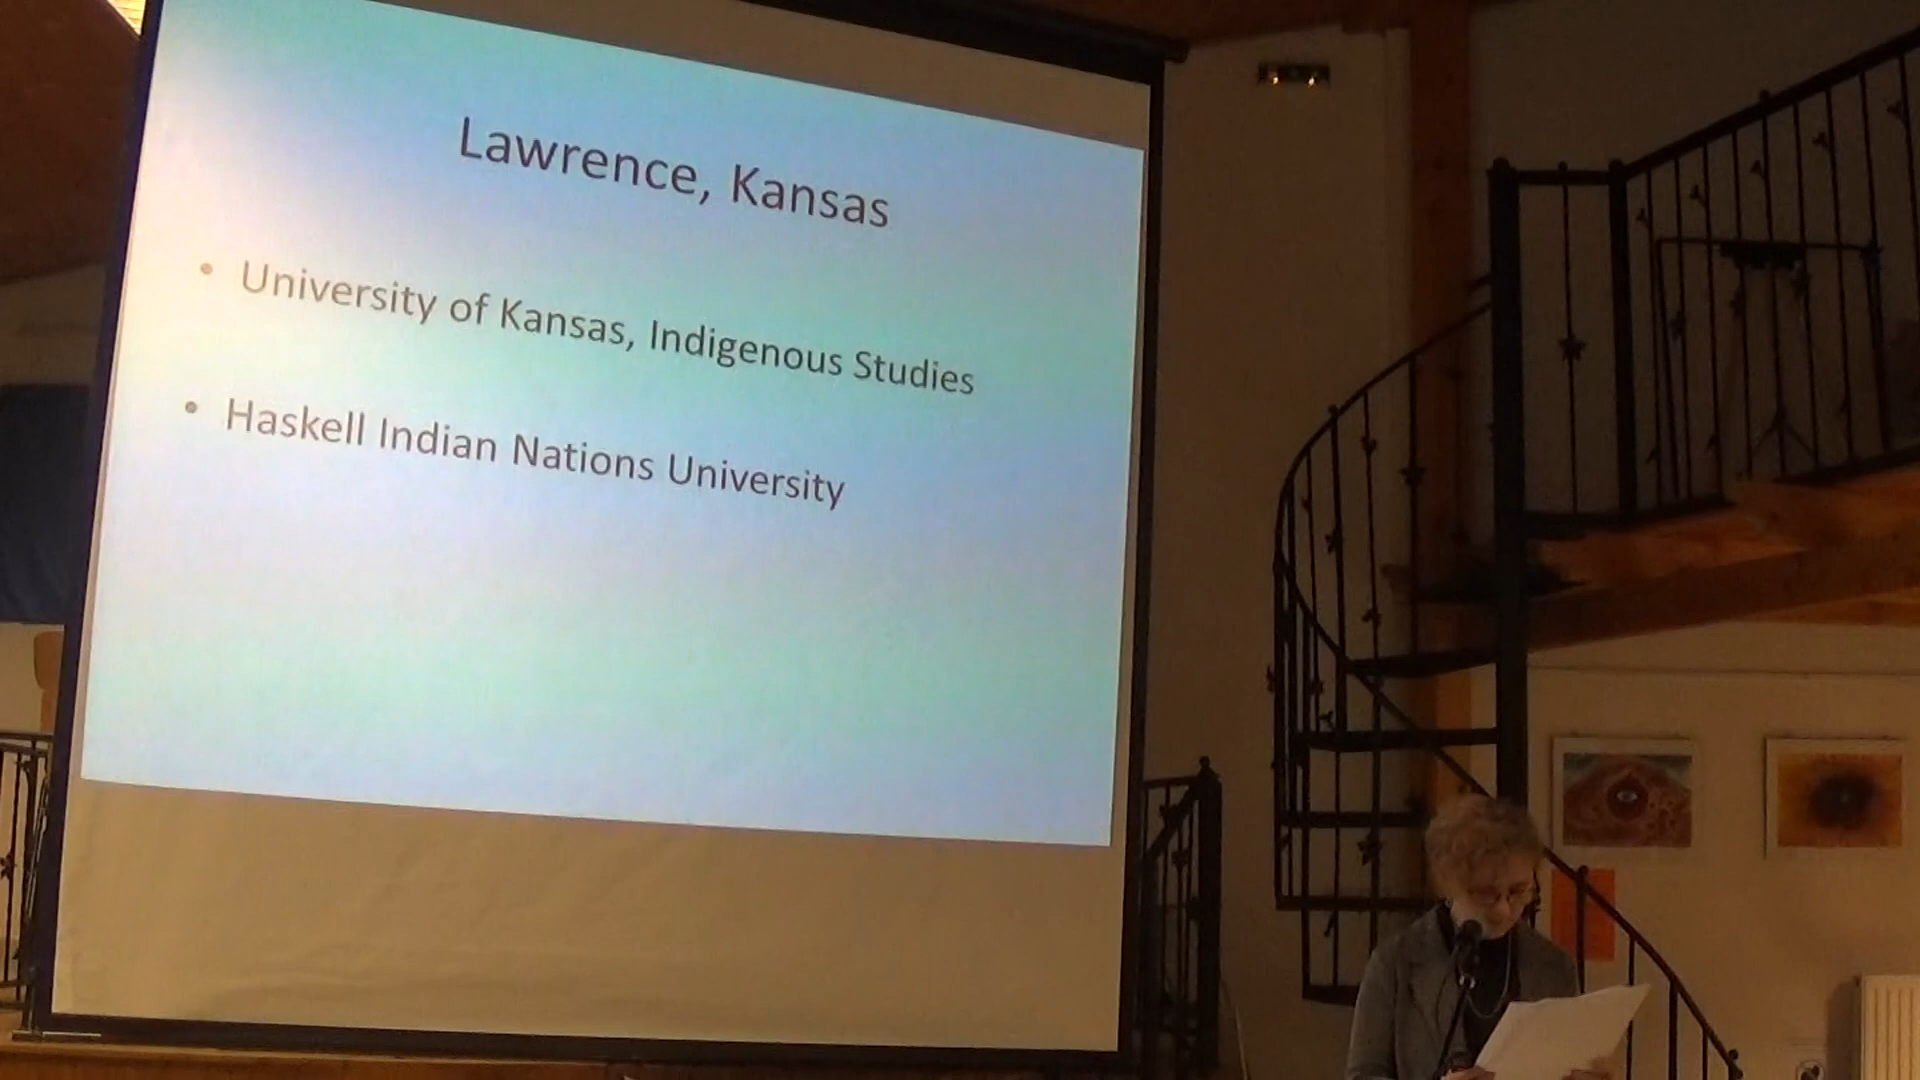 Lawrence, Kansas
• University of Kansas, Indigenous Studies
• Haskell Indian Nations University